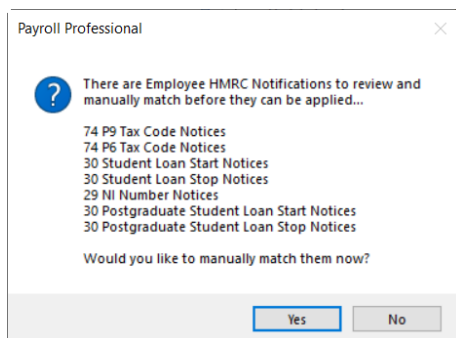 Payroll Professional
There are Employee HMRC Notifications to review and
manually match before they can be applied...
74 P9 Tax Code Notices
74 P6 Tax Code Notices
30 Student Loan Start Notices
30 Student Loan Stop Notices
29 NI Number Notices
30 Postgraduate Student Loan Start Notices
30 Postgraduate Student Loan Stop Notices
Would you like to manually match them now?
Yes
No